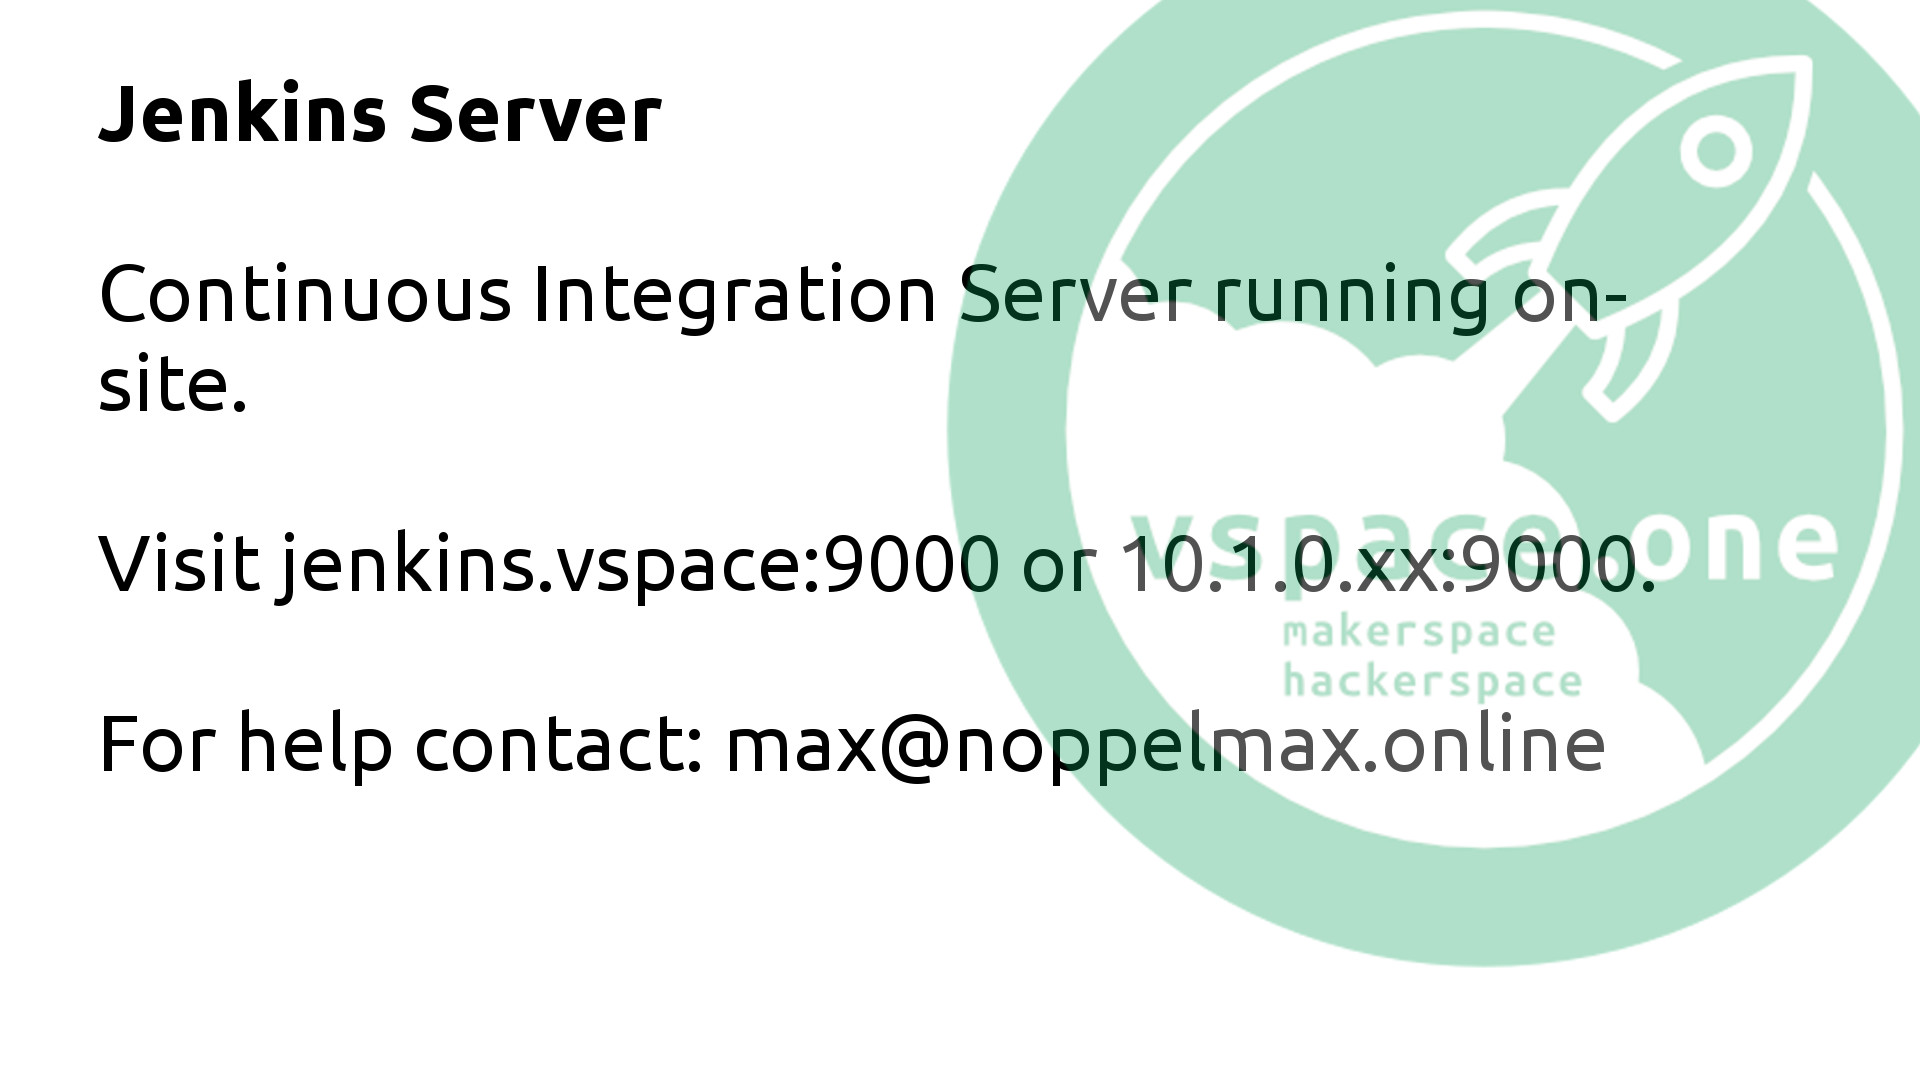 Jenkins Server
Continuous Integration Server running on-
site.
Visit jenkins.vspace:9000 or 10.1.0.xx:9000.
vspace.one
makerspace
hackerspace
For help contact: max@noppelmax.online